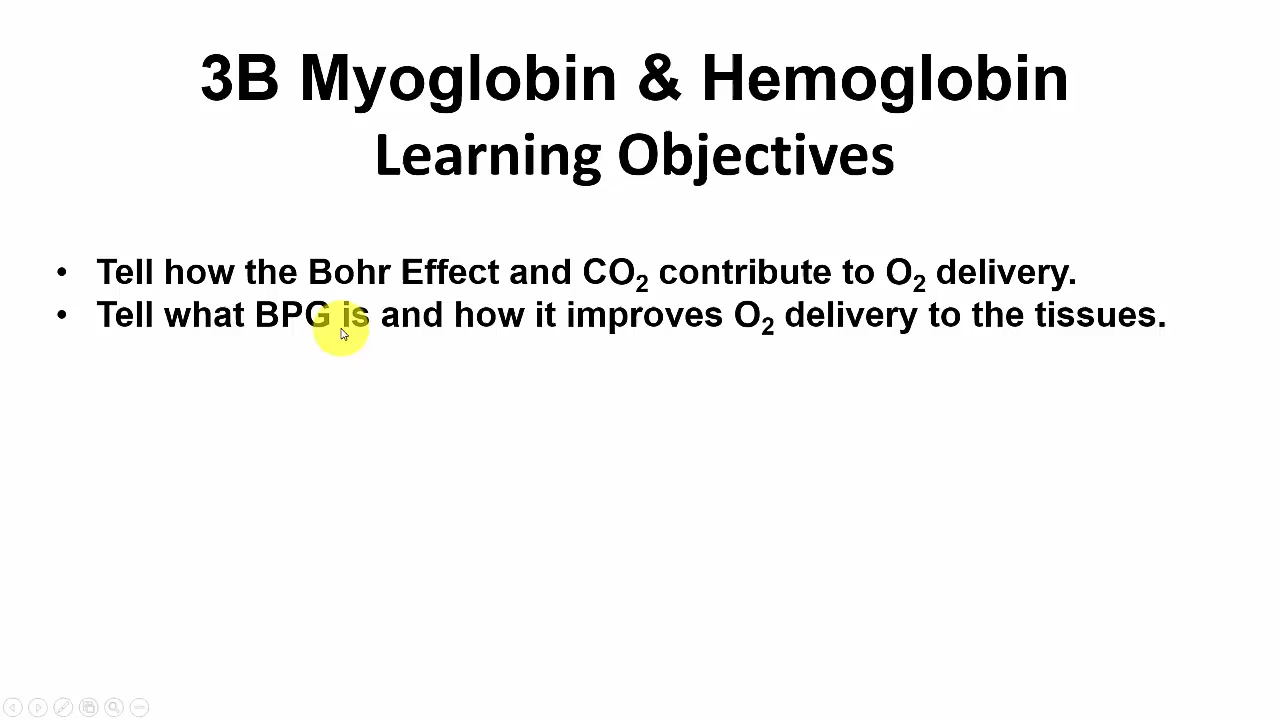 3B Myoglobin & Hemoglobin
Learning Objectives
• Tell how the Bohr Effect and CO₂ contribute to O₂ delivery.
• Tell what BPG is and how it improves O₂ delivery to the tissues.